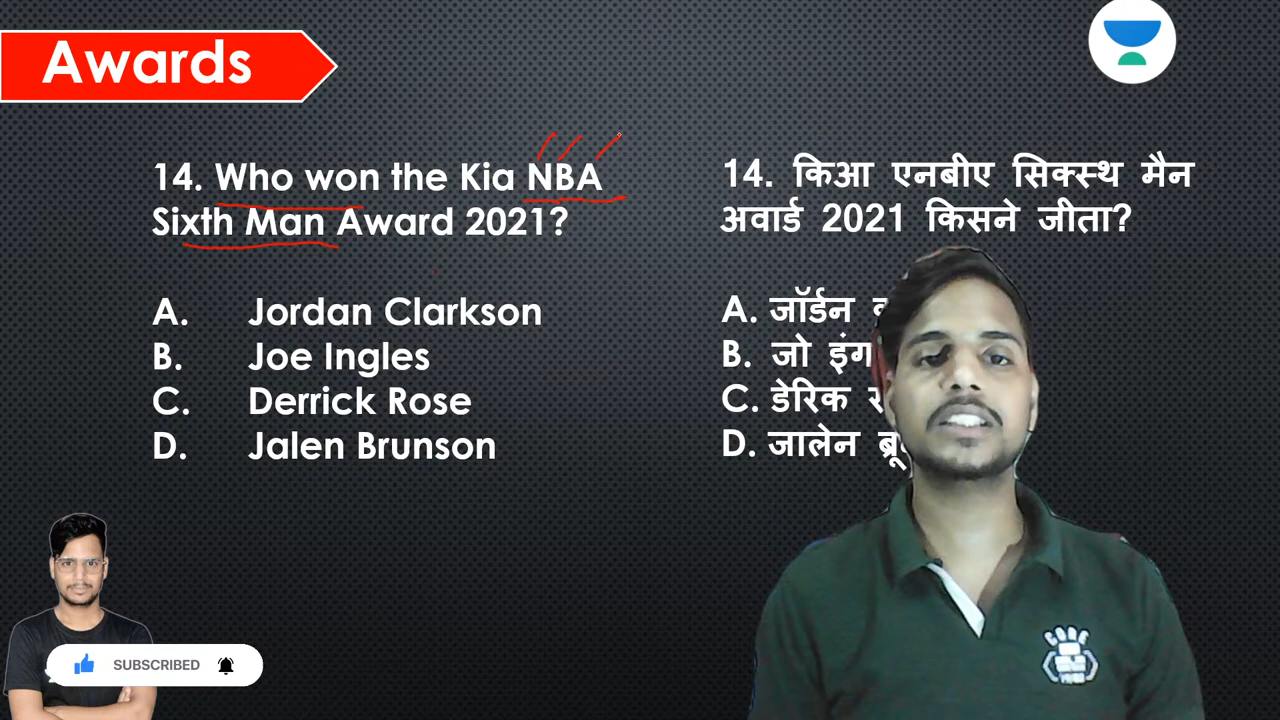 Awards
14. Who won the Kia NBA
Sixth Man Award 2021?
A. Jordan Clarkson
B. Joe Ingles
C. Derrick Rose
D. Jalen Brunson
14. किआ एनबीए सिक्स्थ मैन
अवार्ड 2021 किसने जीता?
A. जॉर्डन
B. जो
C. डेरिक
D. जालेन
SUBSCRIBED
CODE